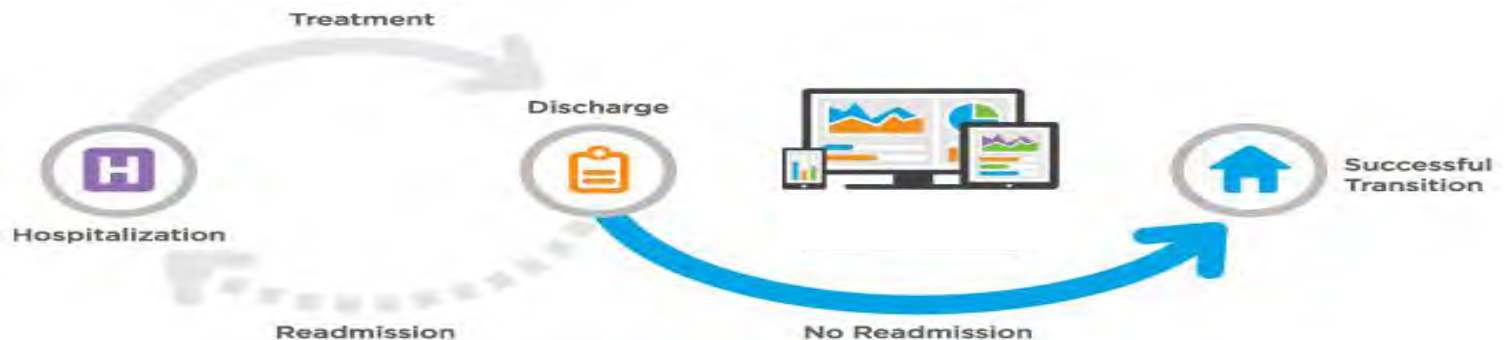 Treatment
Discharge
H
Hospitalization
Successful
Transition
Readmission
No Readmission